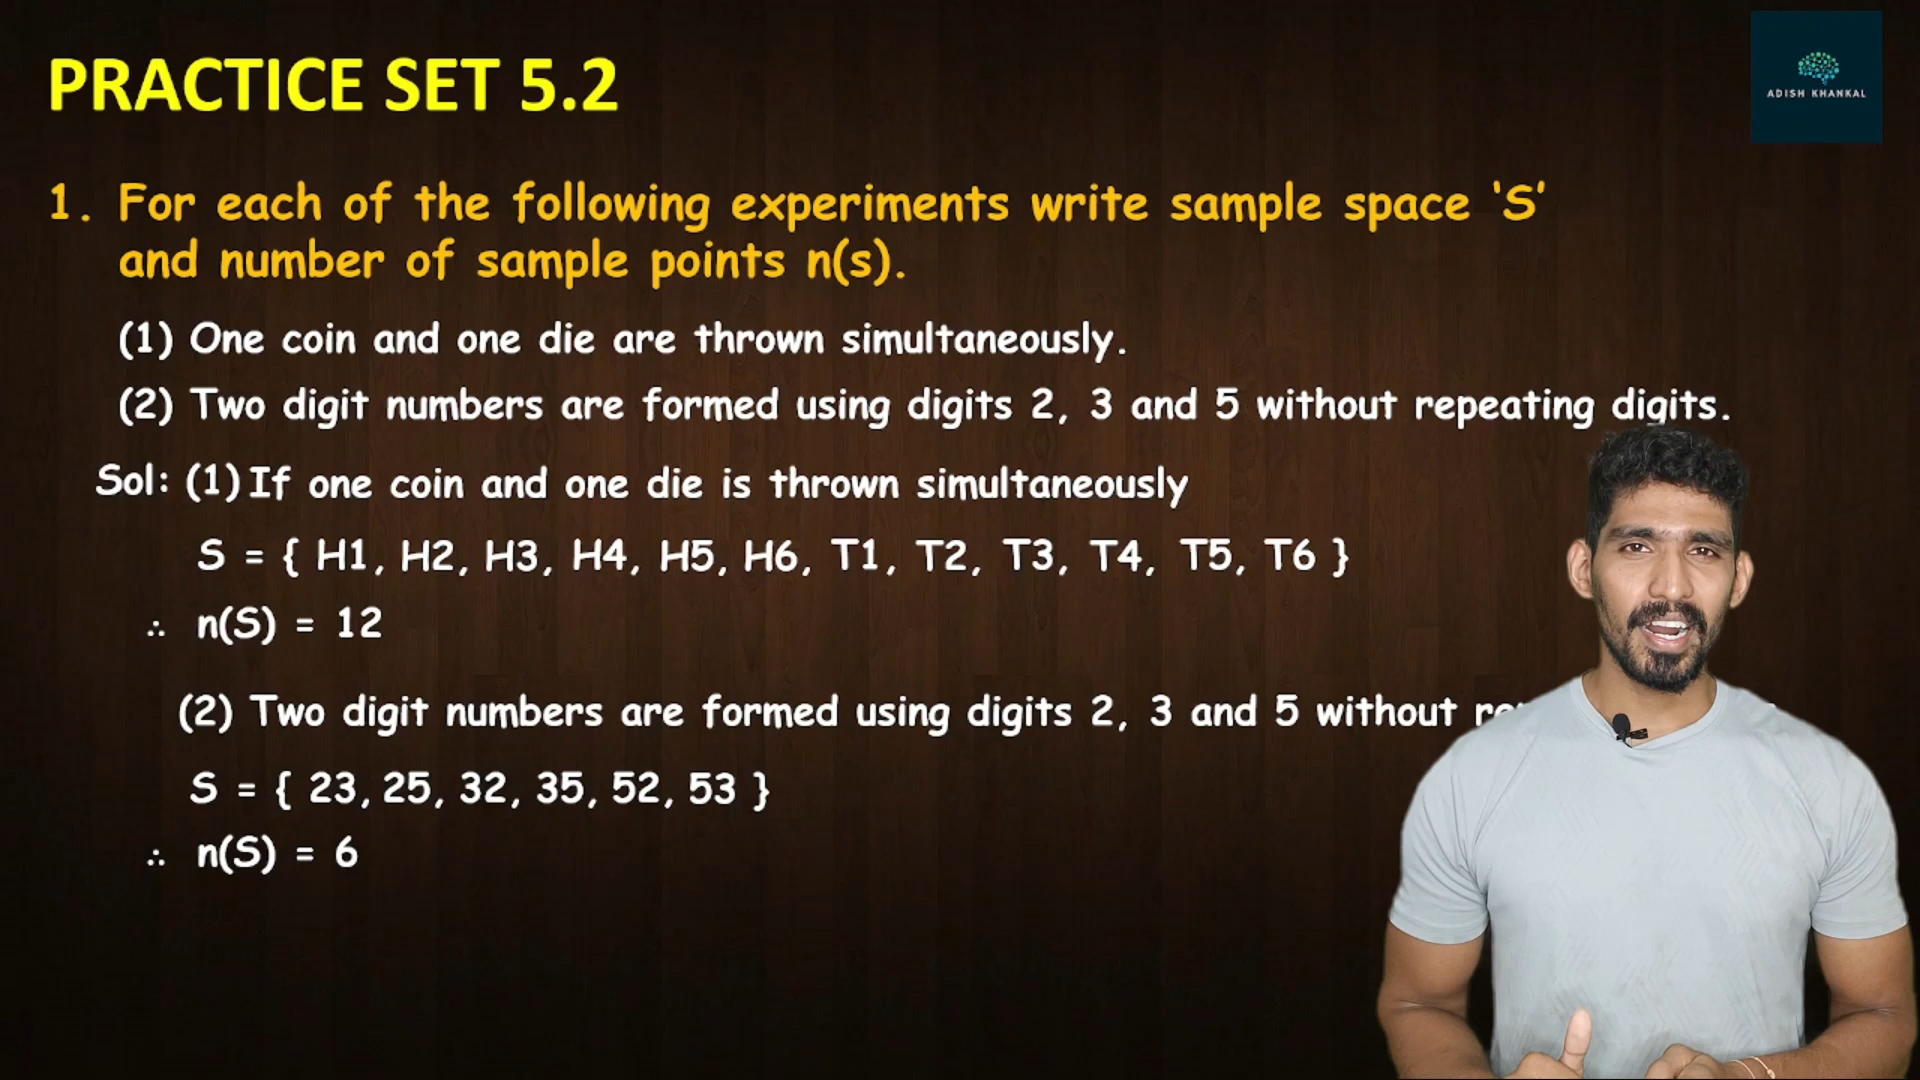 PRACTICE SET 5.2
ADISH KHANKAL
1. For each of the following experiments write sample space ‘S’
and number of sample points n(s).
(1) One coin and one die are thrown simultaneously.
(2) Two digit numbers are formed using digits 2, 3 and 5 without repeating digits.
Sol: (1) If one coin and one die is thrown simultaneously
S = { H1, H2, H3, H4, H5, H6, T1, T2, T3, T4, T5, T6 }
∴ n(S) = 12
(2) Two digit numbers are formed using digits 2, 3 and 5 without
S = { 23, 25, 32, 35, 52, 53 }
∴ n(S) = 6